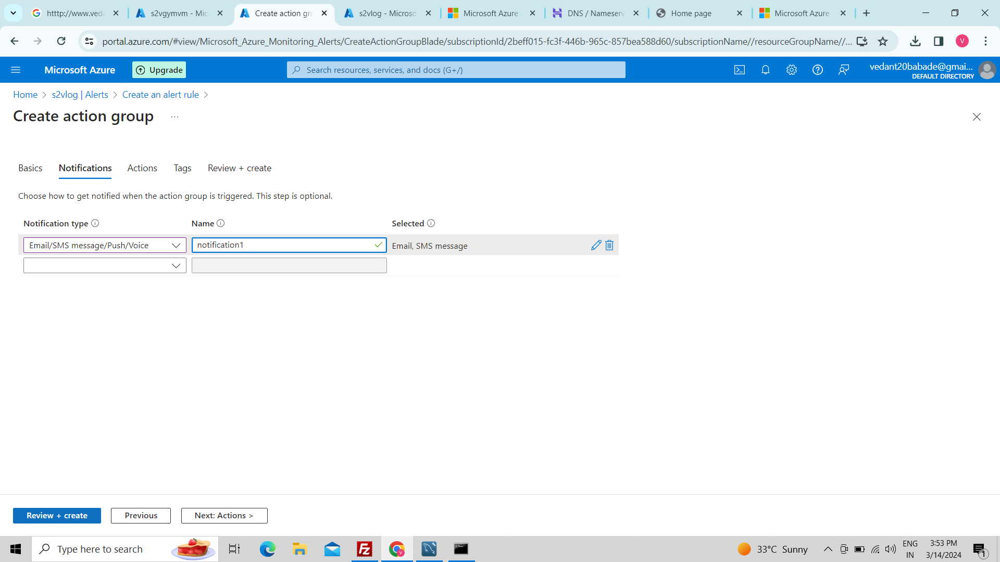 htttp://www.veda
s2vgymvm - Mic
Create action gro
s2vlog - Microso
Microsoft Azure
DNS / Nameserv
Home page
Microsoft Azure
portal.azure.com/#view/Microsoft_Azure_Monitoring_Alerts/CreateActionGroupBlade/subscriptionId/2beff015-fc3f-446b-965c-857bea588d60/subscriptionName//resourceGroupName//...
V
Microsoft Azure
Upgrade
Search resources, services, and docs (G+/)
vedant20babade@gmai...
DEFAULT DIRECTORY
Home > s2vlog | Alerts > Create an alert rule >
Create action group ...
Basics
Notifications
Actions
Tags
Review + create
Choose how to get notified when the action group is triggered. This step is optional.
Notification type
Name
Selected
Email/SMS message/Push/Voice
notification1
Email, SMS message
Review + create
Previous
Next: Actions >
Type here to search
33°C Sunny
ENG
IN
3:53 PM
3/14/2024
1